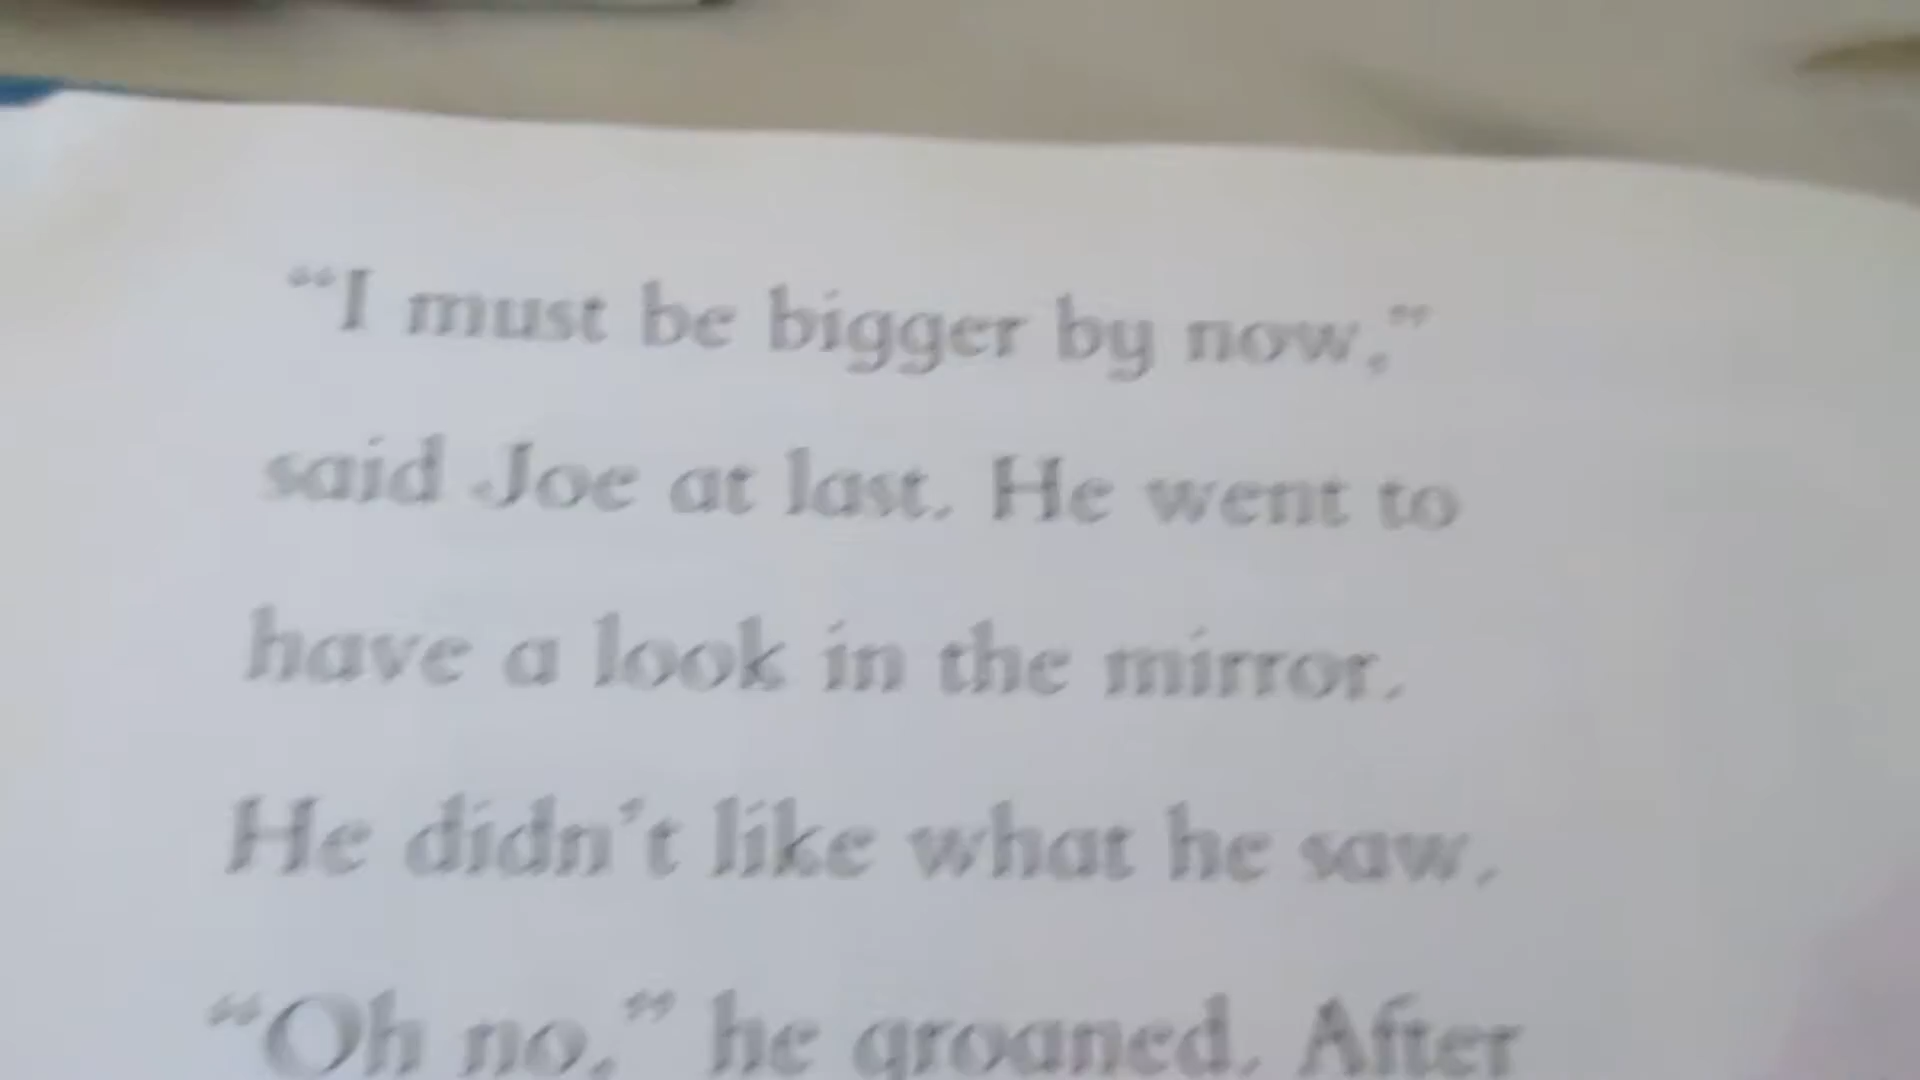 “I must be bigger by now,”
said Joe at last. He went to
have a look in the mirror.
He didn’t like what he saw.
“Oh no,” he groaned. After